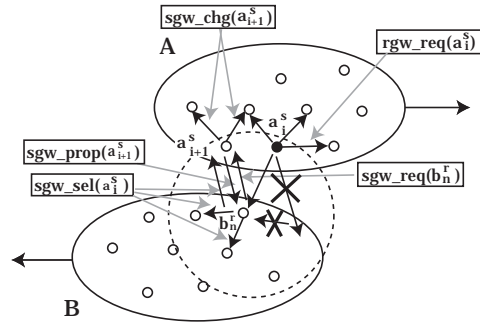 sgw_chg(a^s_{i+1})
A
rgw_req(a^s_i)
a^s_i
a^s_{i+1}
sgw_prop(a^s_{i+1})
sgw_req(b^r_n)
sgw_sel(a^s_i)
b^r_n
B